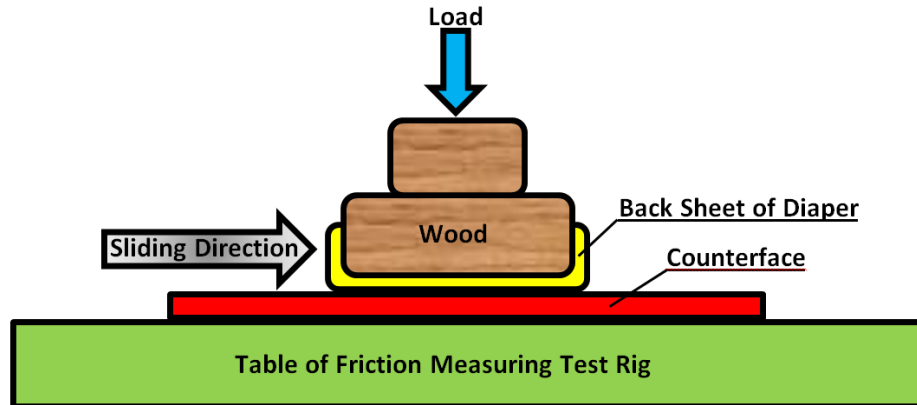 Load
Back Sheet of Diaper
Wood
Sliding Direction
Counterface
Table of Friction Measuring Test Rig